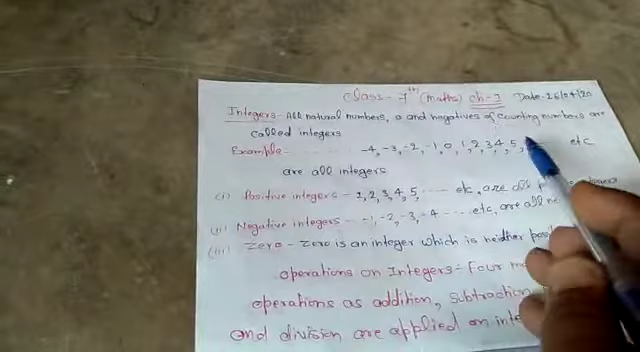 Class - 7th (maths) ch-1 Date-26/04/20
Integers - All natural numbers, 0 and negatives of counting numbers are
called integers
Example ........ -4, -3, -2, -1, 0, 1, 2, 3, 4, 5, etc
are all integers
(i) Positive integers - 1, 2, 3, 4, 5, ..... etc, are all
(ii) Negative integers - -1, -2, -3, -4 .... etc, are all ne
(iii) Zero - Zero is an integer which is neither posi
operations on Integers:- Four
operations as addition, subtraction
and division are applied on inte